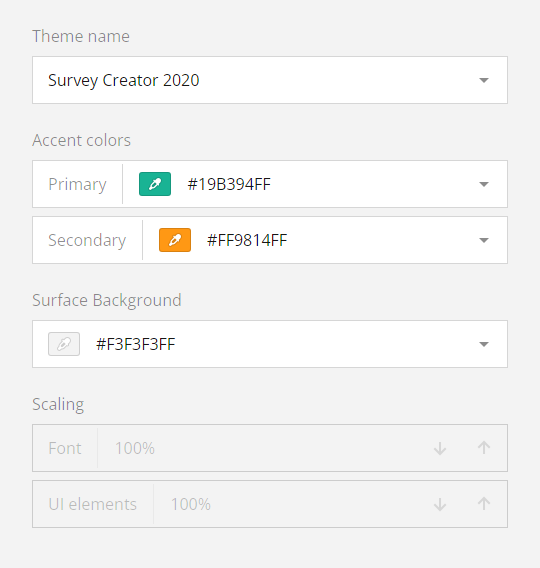 Theme name
Survey Creator 2020
Accent colors
Primary #19B394FF
Secondary #FF9814FF
Surface Background
#F3F3F3FF
Scaling
Font 100%
UI elements 100%